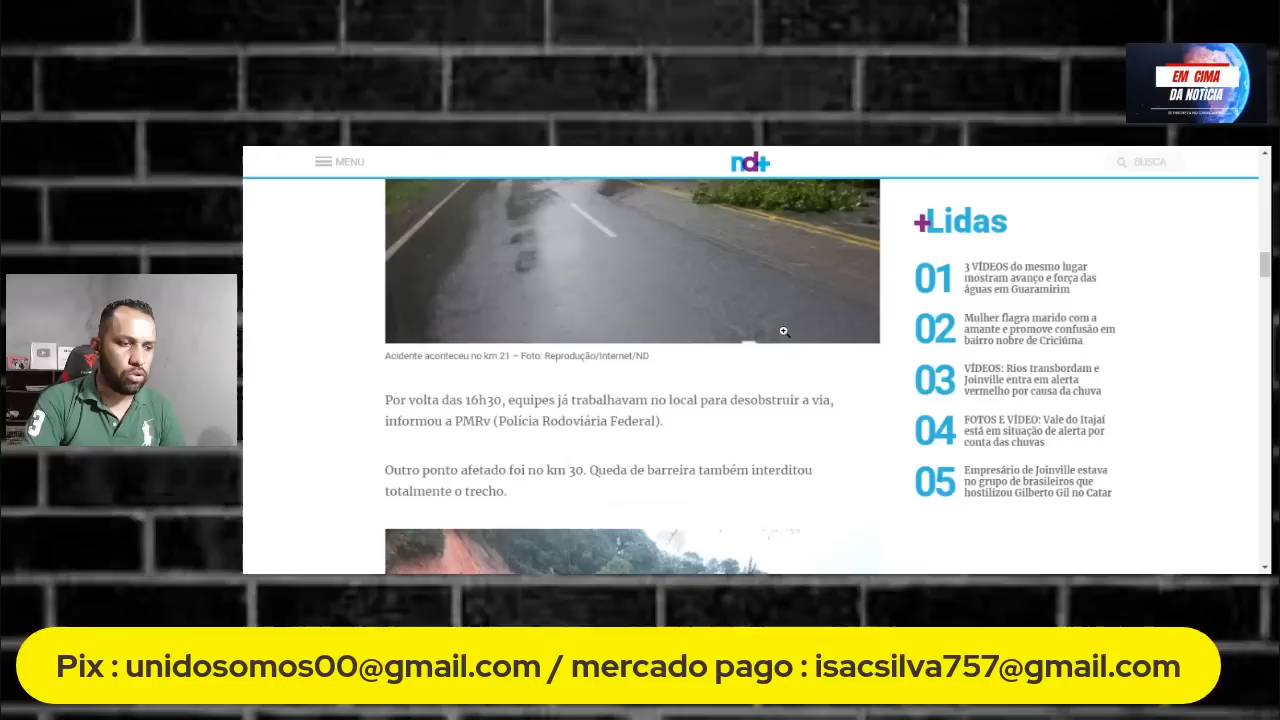 EM CIMA
DA NOTÍCIA
MENU
nd+
BUSCA
+Lidas
01
3 VÍDEOS do mesmo lugar
mostram avanço e força das
águas em Guaramirim
02
Mulher flagra marido com a
amante e promove confusão em
bairro nobre de Criciúma
03
VÍDEOS: Rios transbordam e
Joinville entra em alerta
vermelho por causa da chuva
04
FOTOS E VÍDEO: Vale do Itajaí
está em situação de alerta por
conta das chuvas
05
Empresário de Joinville estava
no grupo de brasileiros que
hostilizou Gilberto Gil no Catar
Acidente aconteceu no km 21 – Foto: Reprodução/Internet/ND
Por volta das 16h30, equipes já trabalhavam no local para desobstruir a via,
informou a PMRv (Polícia Rodoviária Federal).
Outro ponto afetado foi no km 30. Queda de barreira também interditou
totalmente o trecho.
3
Pix : unidosomos00@gmail.com / mercado pago : isacsilva757@gmail.com